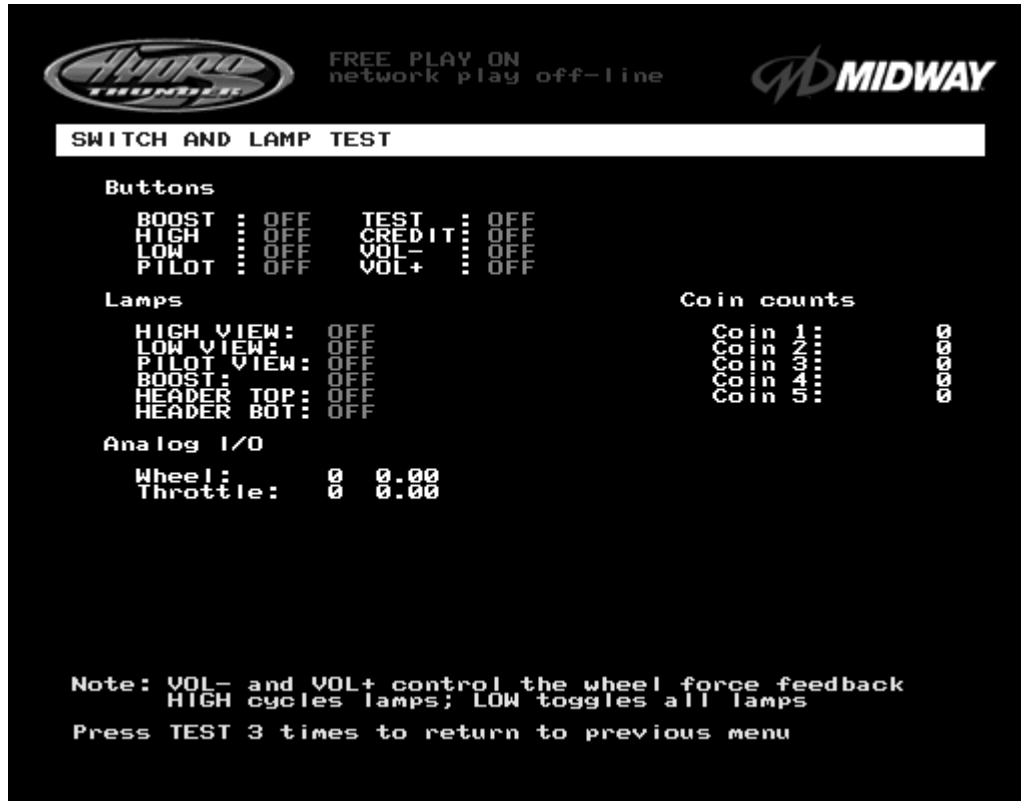 HYDRO
THUNDER
FREE PLAY ON
network play off-line
MIDWAY
SWITCH AND LAMP TEST
Buttons
BOOST : OFF TEST : OFF
HIGH : OFF CREDIT: OFF
LOW : OFF VOL- : OFF
PILOT : OFF VOL+ : OFF
Lamps Coin counts
HIGH VIEW: OFF Coin 1: 0
LOW VIEW: OFF Coin 2: 0
PILOT VIEW: OFF Coin 3: 0
BOOST: OFF Coin 4: 0
HEADER TOP: OFF Coin 5: 0
HEADER BOT: OFF
Analog I/O
Wheel: 0 0.00
Throttle: 0 0.00
Note: VOL- and VOL+ control the wheel force feedback
HIGH cycles lamps; LOW toggles all lamps
Press TEST 3 times to return to previous menu